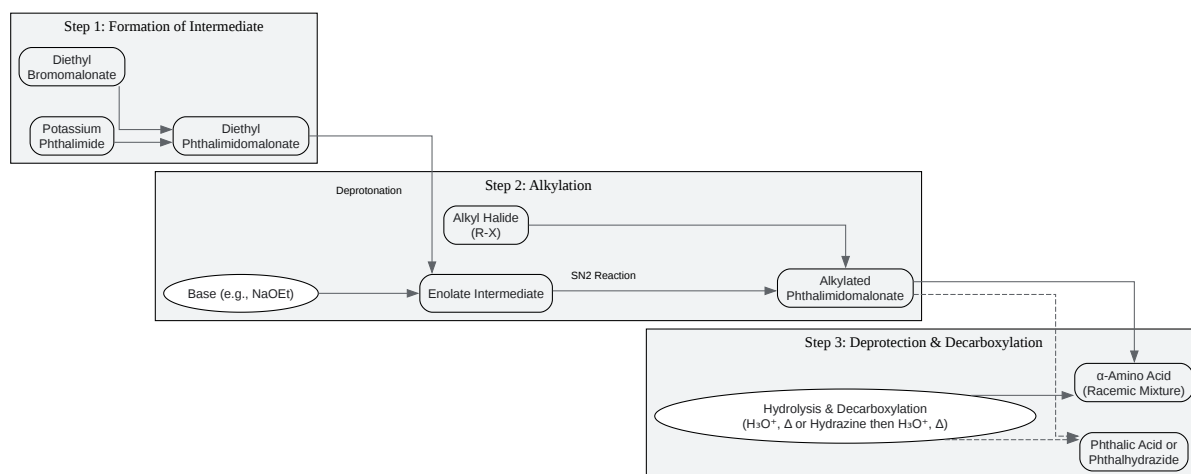 Step 1: Formation of Intermediate
Diethyl
Bromomalonate
Potassium
Phthalimide
Diethyl
Phthalimidomalonate
Step 2: Alkylation
Deprotonation
Alkyl Halide
(R-X)
Base (e.g., NaOEt)
Enolate Intermediate
SN2 Reaction
Alkylated
Phthalimidomalonate
Step 3: Deprotection & Decarboxylation
Hydrolysis & Decarboxylation
(H₃O⁺, Δ or Hydrazine then H₃O⁺, Δ)
α-Amino Acid
(Racemic Mixture)
Phthalic Acid or
Phthalhydrazide